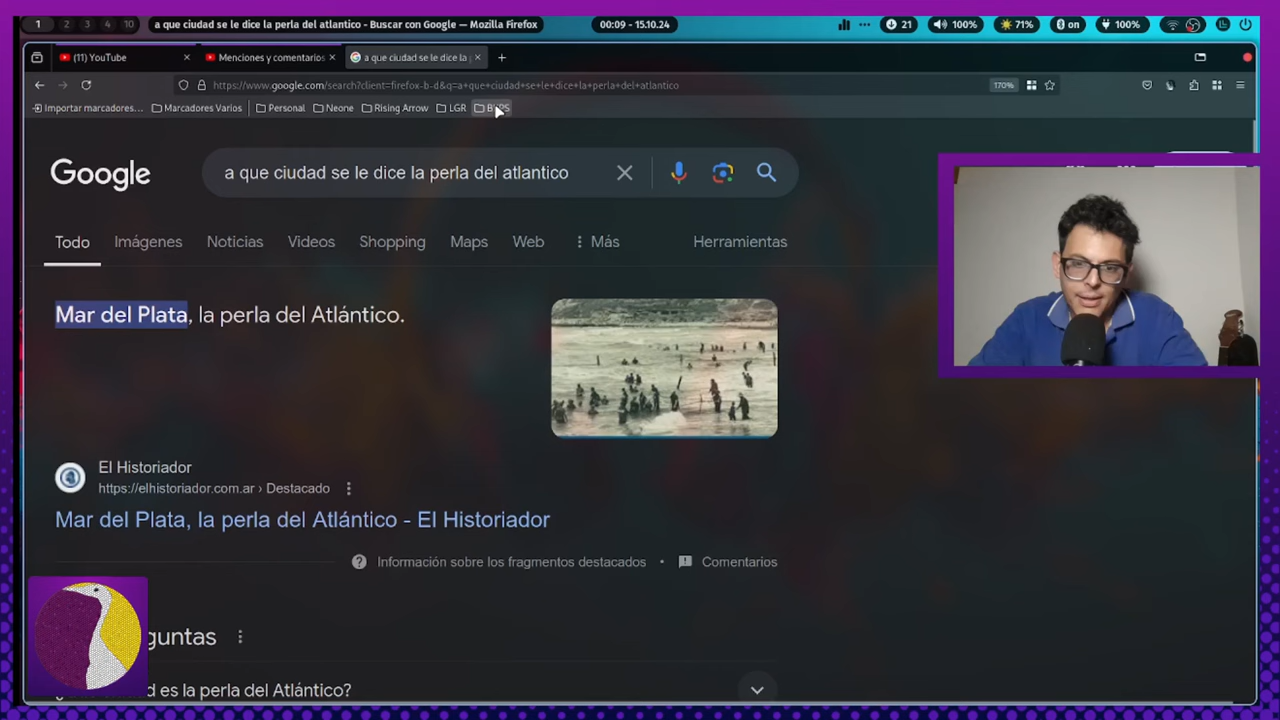 1 2 3 4 10 a que ciudad se le dice la perla del atlantico - Buscar con Google — Mozilla Firefox 00:09 - 15.10.24 21 100% 71% on 100%
(11) YouTube Menciones y comentarios a que ciudad se le dice la p
https://www.google.com/search?client=firefox-b-d&q=a+que+ciudad+se+le+dice+la+perla+del+atlantico 170%
Importar marcadores... Marcadores Varios Personal Neone Rising Arrow LGR
Google a que ciudad se le dice la perla del atlantico
Todo Imágenes Noticias Videos Shopping Maps Web Más Herramientas
Mar del Plata, la perla del Atlántico.
El Historiador
https://elhistoriador.com.ar › Destacado
Mar del Plata, la perla del Atlántico - El Historiador
Información sobre los fragmentos destacados • Comentarios
guntas
d es la perla del Atlántico?